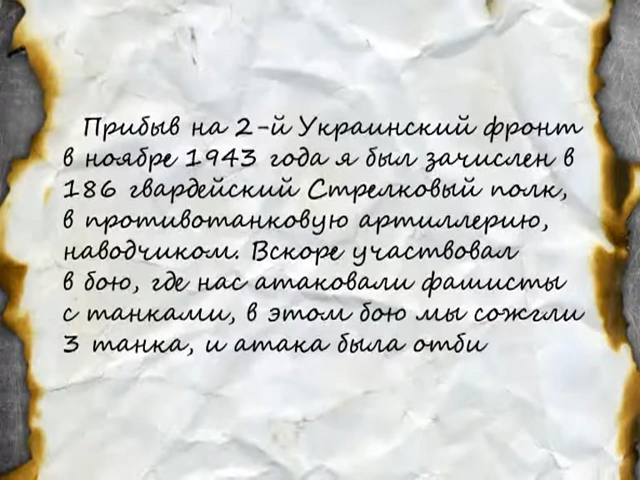 Прибыв на 2-й Украинский фронт
в ноябре 1943 года я был зачислен в
186 гвардейский Стрелковый полк,
в противотанковую артиллерию,
наводчиком. Вскоре участвовал
в бою, где нас атаковали фашисты
с танками, в этом бою мы сожгли
3 танка, и атака была отби